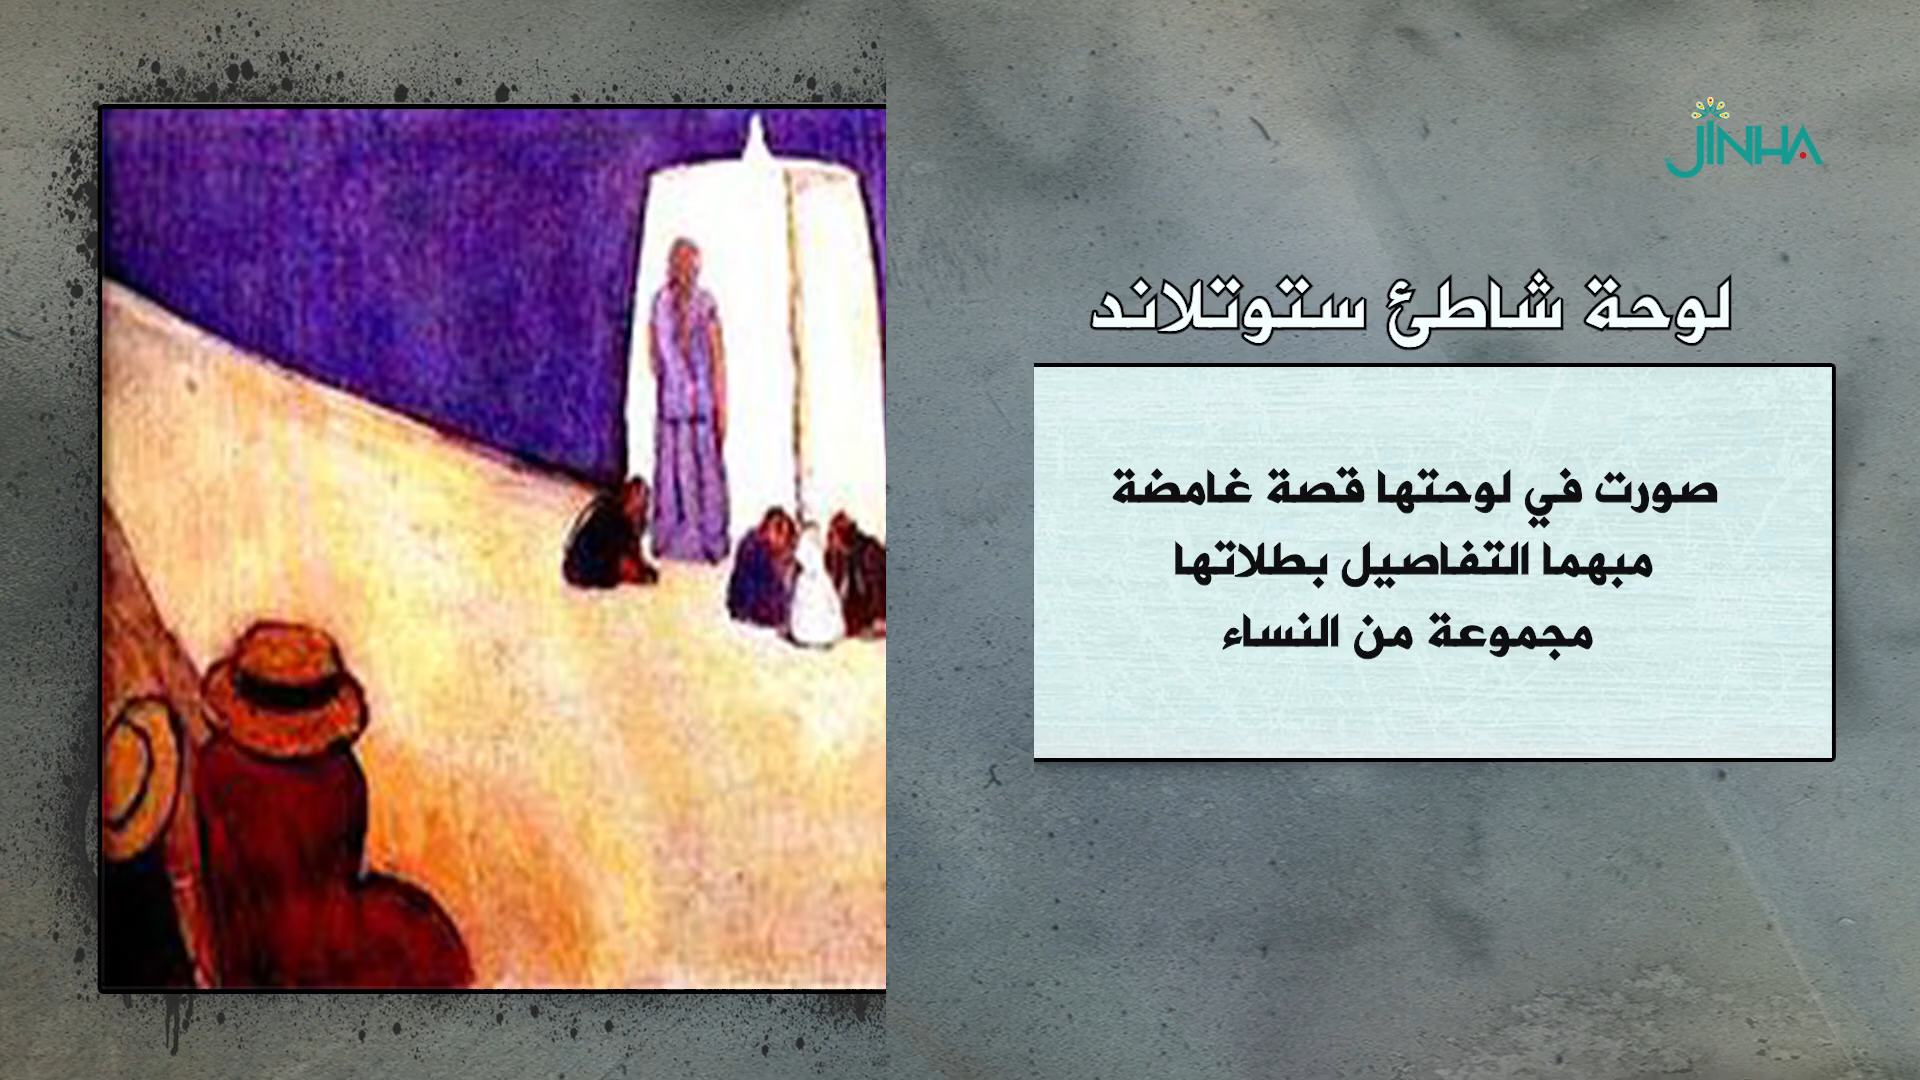 JINHA
لوحة شاطئ ستوتلاند
صورت في لوحتها قصة غامضة
مبهما التفاصيل بطلاتها
مجموعة من النساء